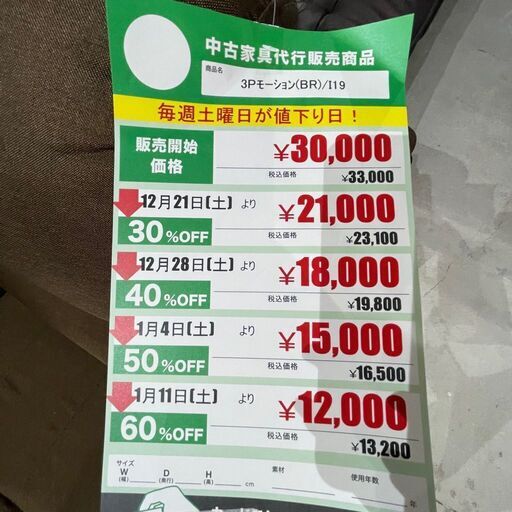 中古家具代行販売商品
商品名
3Pモーション(BR)/I19
毎週土曜日が値下り日！
販売開始
価格
¥30,000
税込価格 ¥33,000
12月21日(土) より
30%OFF
¥21,000
税込価格 ¥23,100
12月28日(土) より
40%OFF
¥18,000
税込価格 ¥19,800
1月4日(土) より
50%OFF
¥15,000
税込価格 ¥16,500
1月11日(土) より
60%OFF
¥12,000
税込価格 ¥13,200
サイズ 素材 使用年数
W(幅) D(奥行) H(高) cm 年